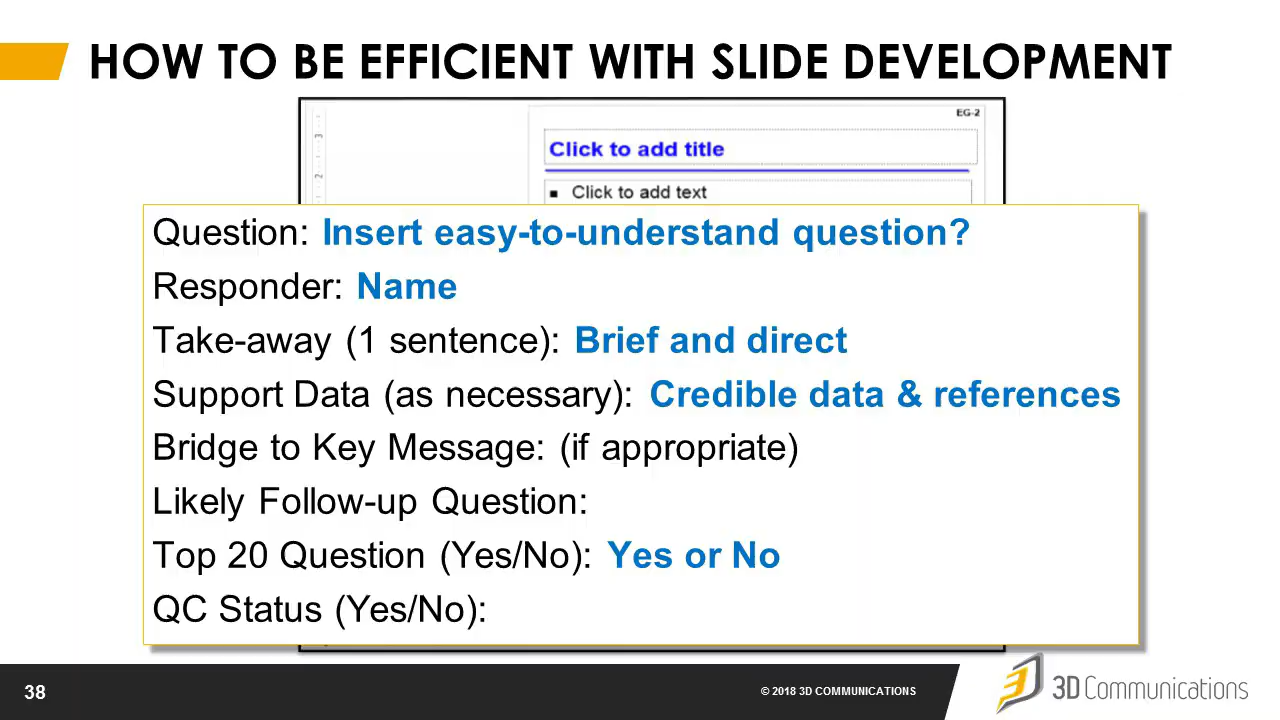 HOW TO BE EFFICIENT WITH SLIDE DEVELOPMENT
EG-2
3
Click to add title
2
■ Click to add text
Question: Insert easy-to-understand question?
Responder: Name
Take-away (1 sentence): Brief and direct
Support Data (as necessary): Credible data & references
Bridge to Key Message: (if appropriate)
Likely Follow-up Question:
Top 20 Question (Yes/No): Yes or No
QC Status (Yes/No):
38
© 2018 3D COMMUNICATIONS
3D Communications